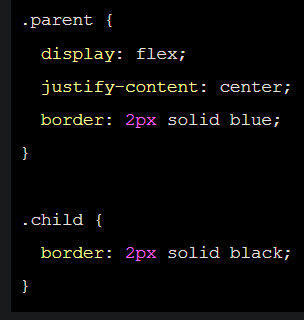 .parent {
  display: flex;
  justify-content: center;
  border: 2px solid blue;
}

.child {
  border: 2px solid black;
}